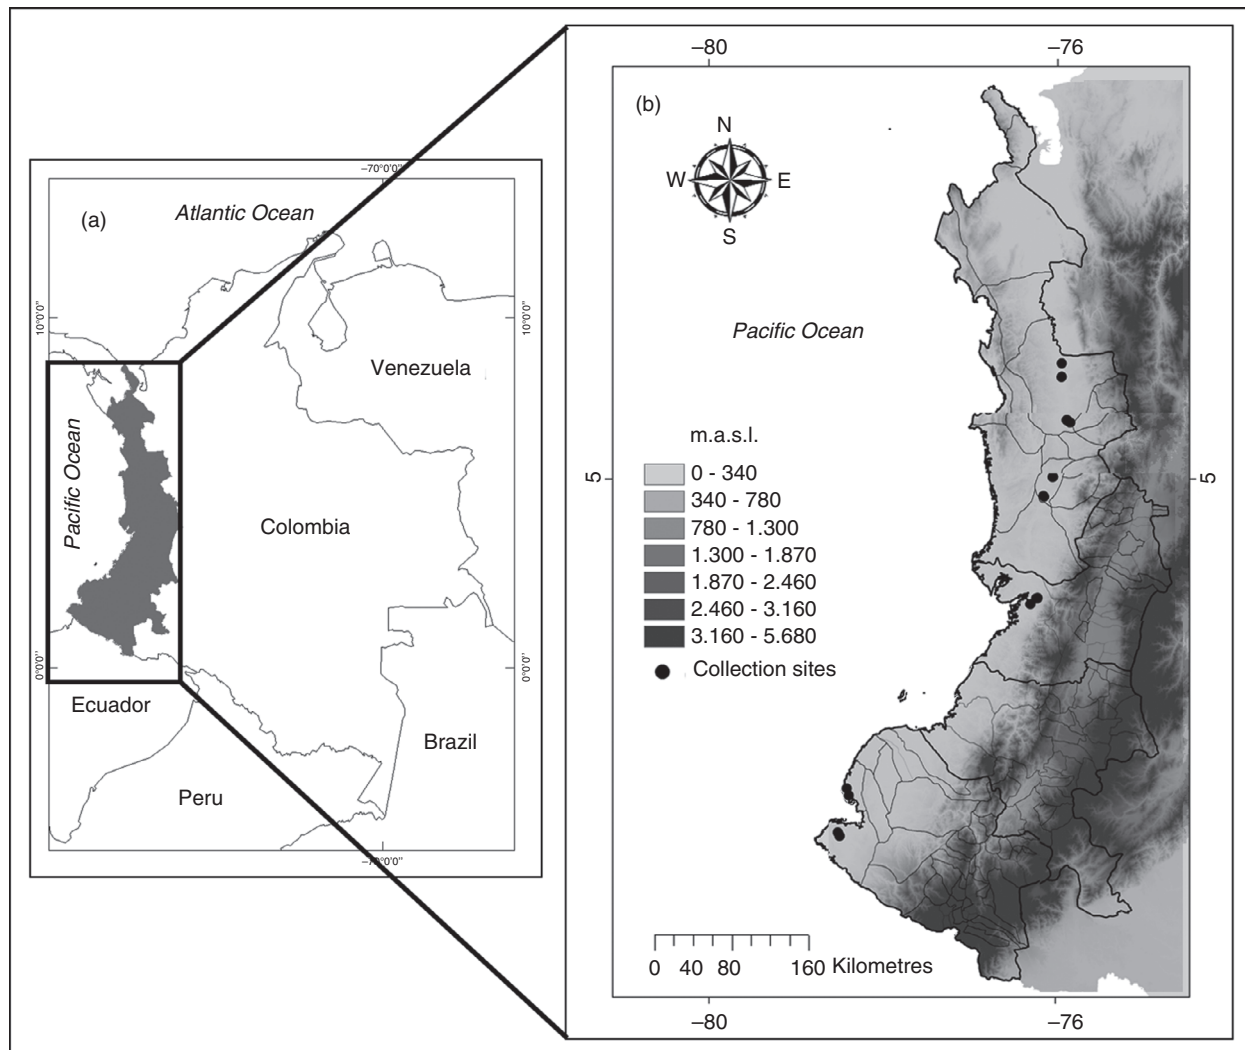 −70°0'0"
(a)
Atlantic Ocean
10°0'0"
10°0'0"
Venezuela
Pacific Ocean
Colombia
0°0'0"
0°0'0"
Ecuador
Brazil
Peru
−70°0'0"
−80
−76
(b)
N
W
E
S
Pacific Ocean
m.a.s.l.
5
5
0 - 340
340 - 780
780 - 1.300
1.300 - 1.870
1.870 - 2.460
2.460 - 3.160
3.160 - 5.680
Collection sites
0 40 80 160 Kilometres
−80
−76